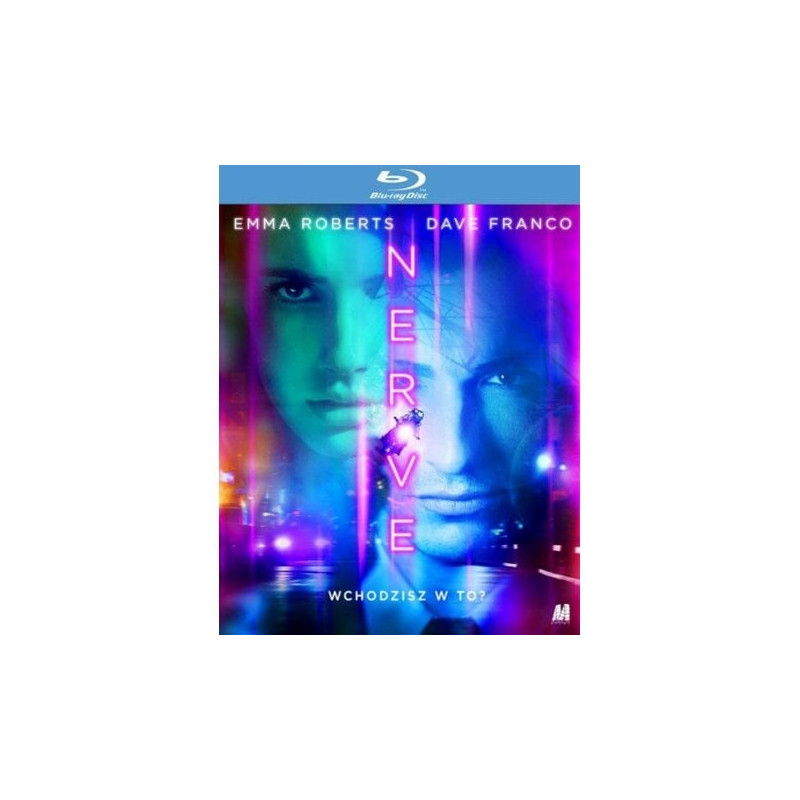 Blu-ray Disc
EMMA ROBERTS DAVE FRANCO
NERVE
WCHODZISZ W TO?
M